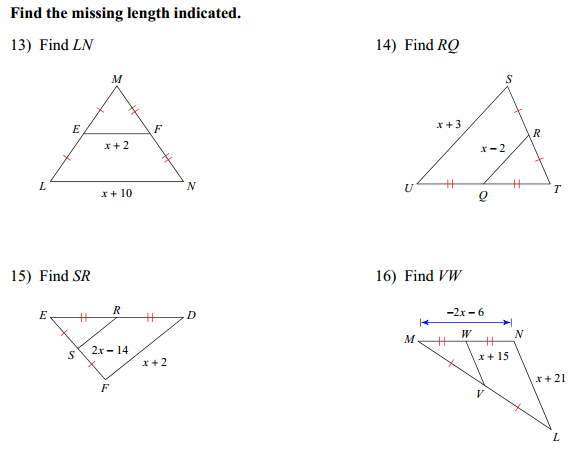 Find the missing length indicated.
13) Find LN
14) Find RQ
M
E
F
x + 2
L
N
x + 10
S
x + 3
R
x − 2
U
Q
T
15) Find SR
16) Find VW
E
R
D
S
2x − 14
x + 2
F
−2x − 6
M
W
N
x + 15
V
x + 21
L